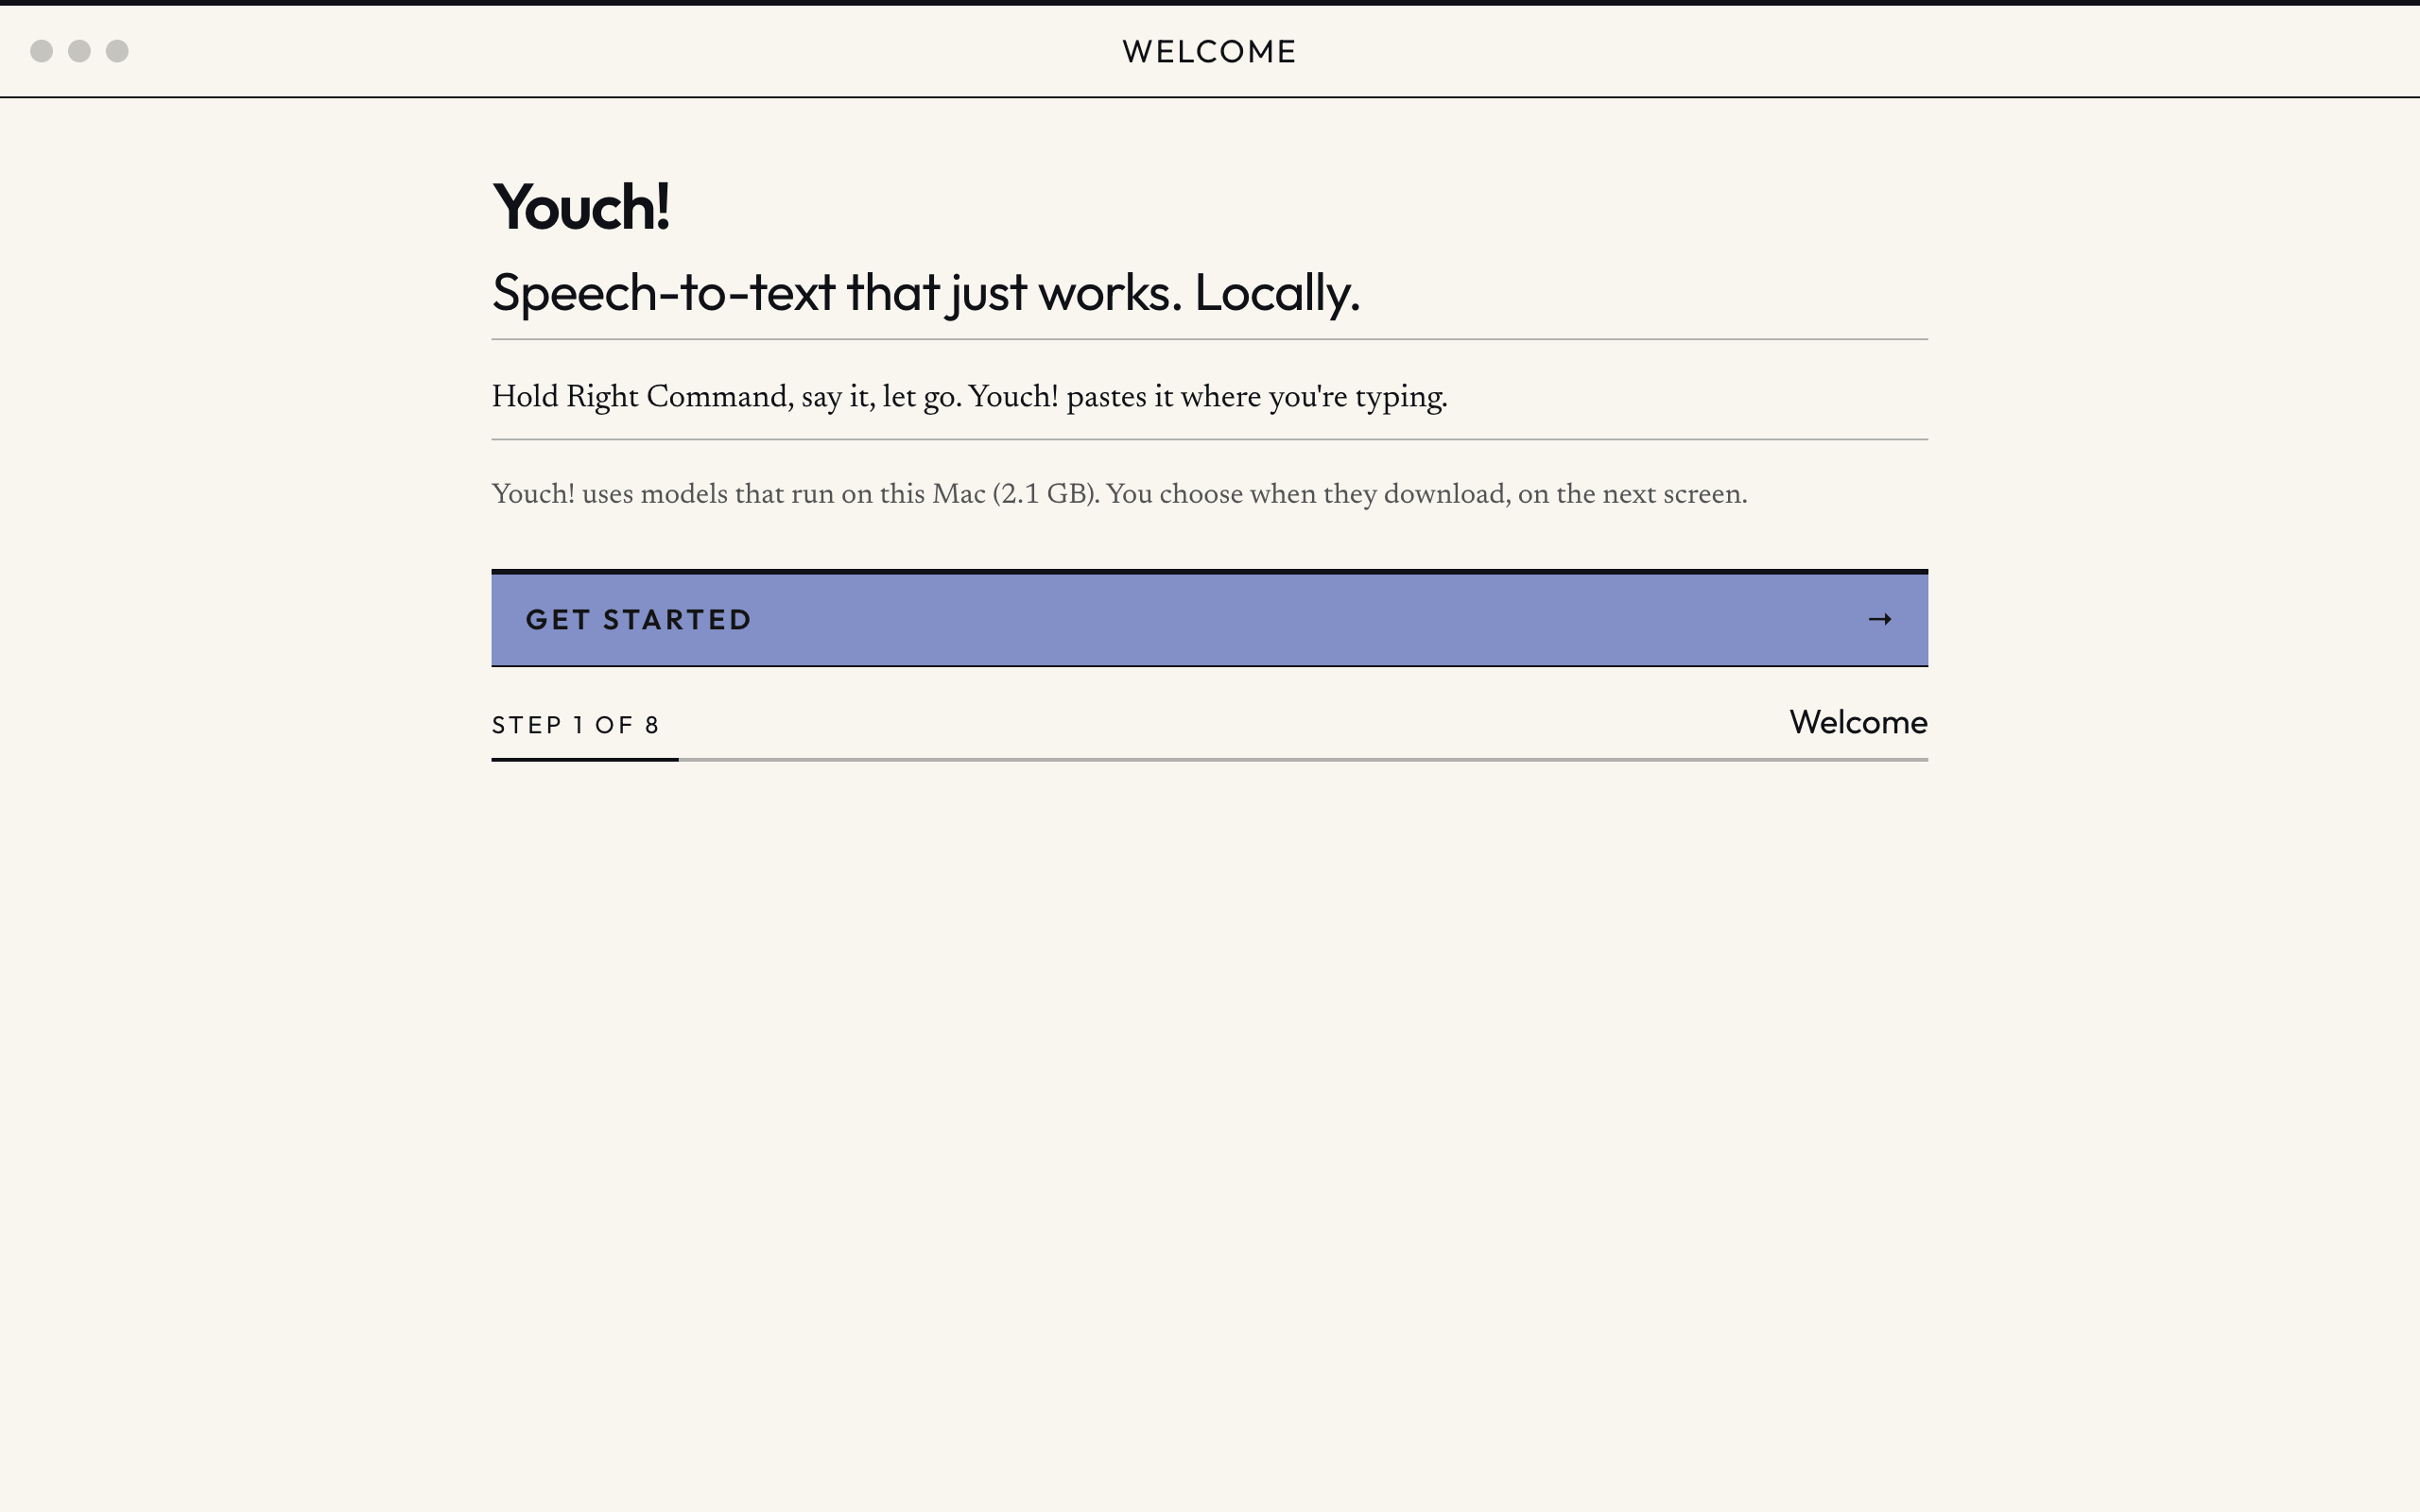 WELCOME
Youch!
Speech-to-text that just works. Locally.
Hold Right Command, say it, let go. Youch! pastes it where you're typing.
Youch! uses models that run on this Mac (2.1 GB). You choose when they download, on the next screen.
GET STARTED →
STEP 1 OF 8
Welcome